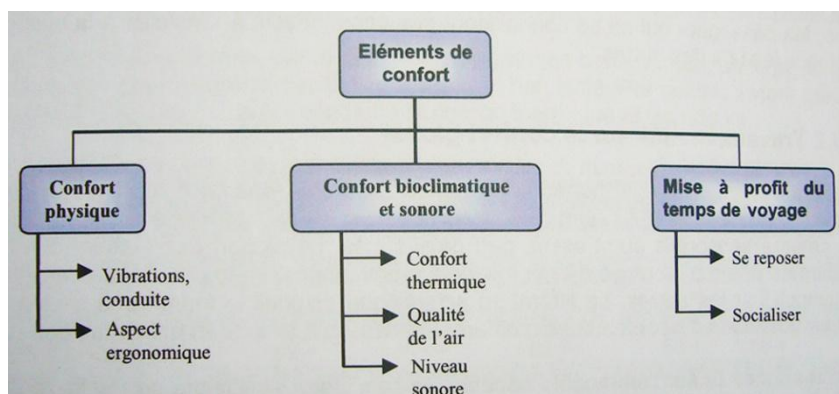 Eléments de
confort
Confort
physique
Vibrations,
conduite
Aspect
ergonomique
Confort bioclimatique
et sonore
Confort
thermique
Qualité
de l'air
Niveau
sonore
Mise à profit du
temps de voyage
Se reposer
Socialiser